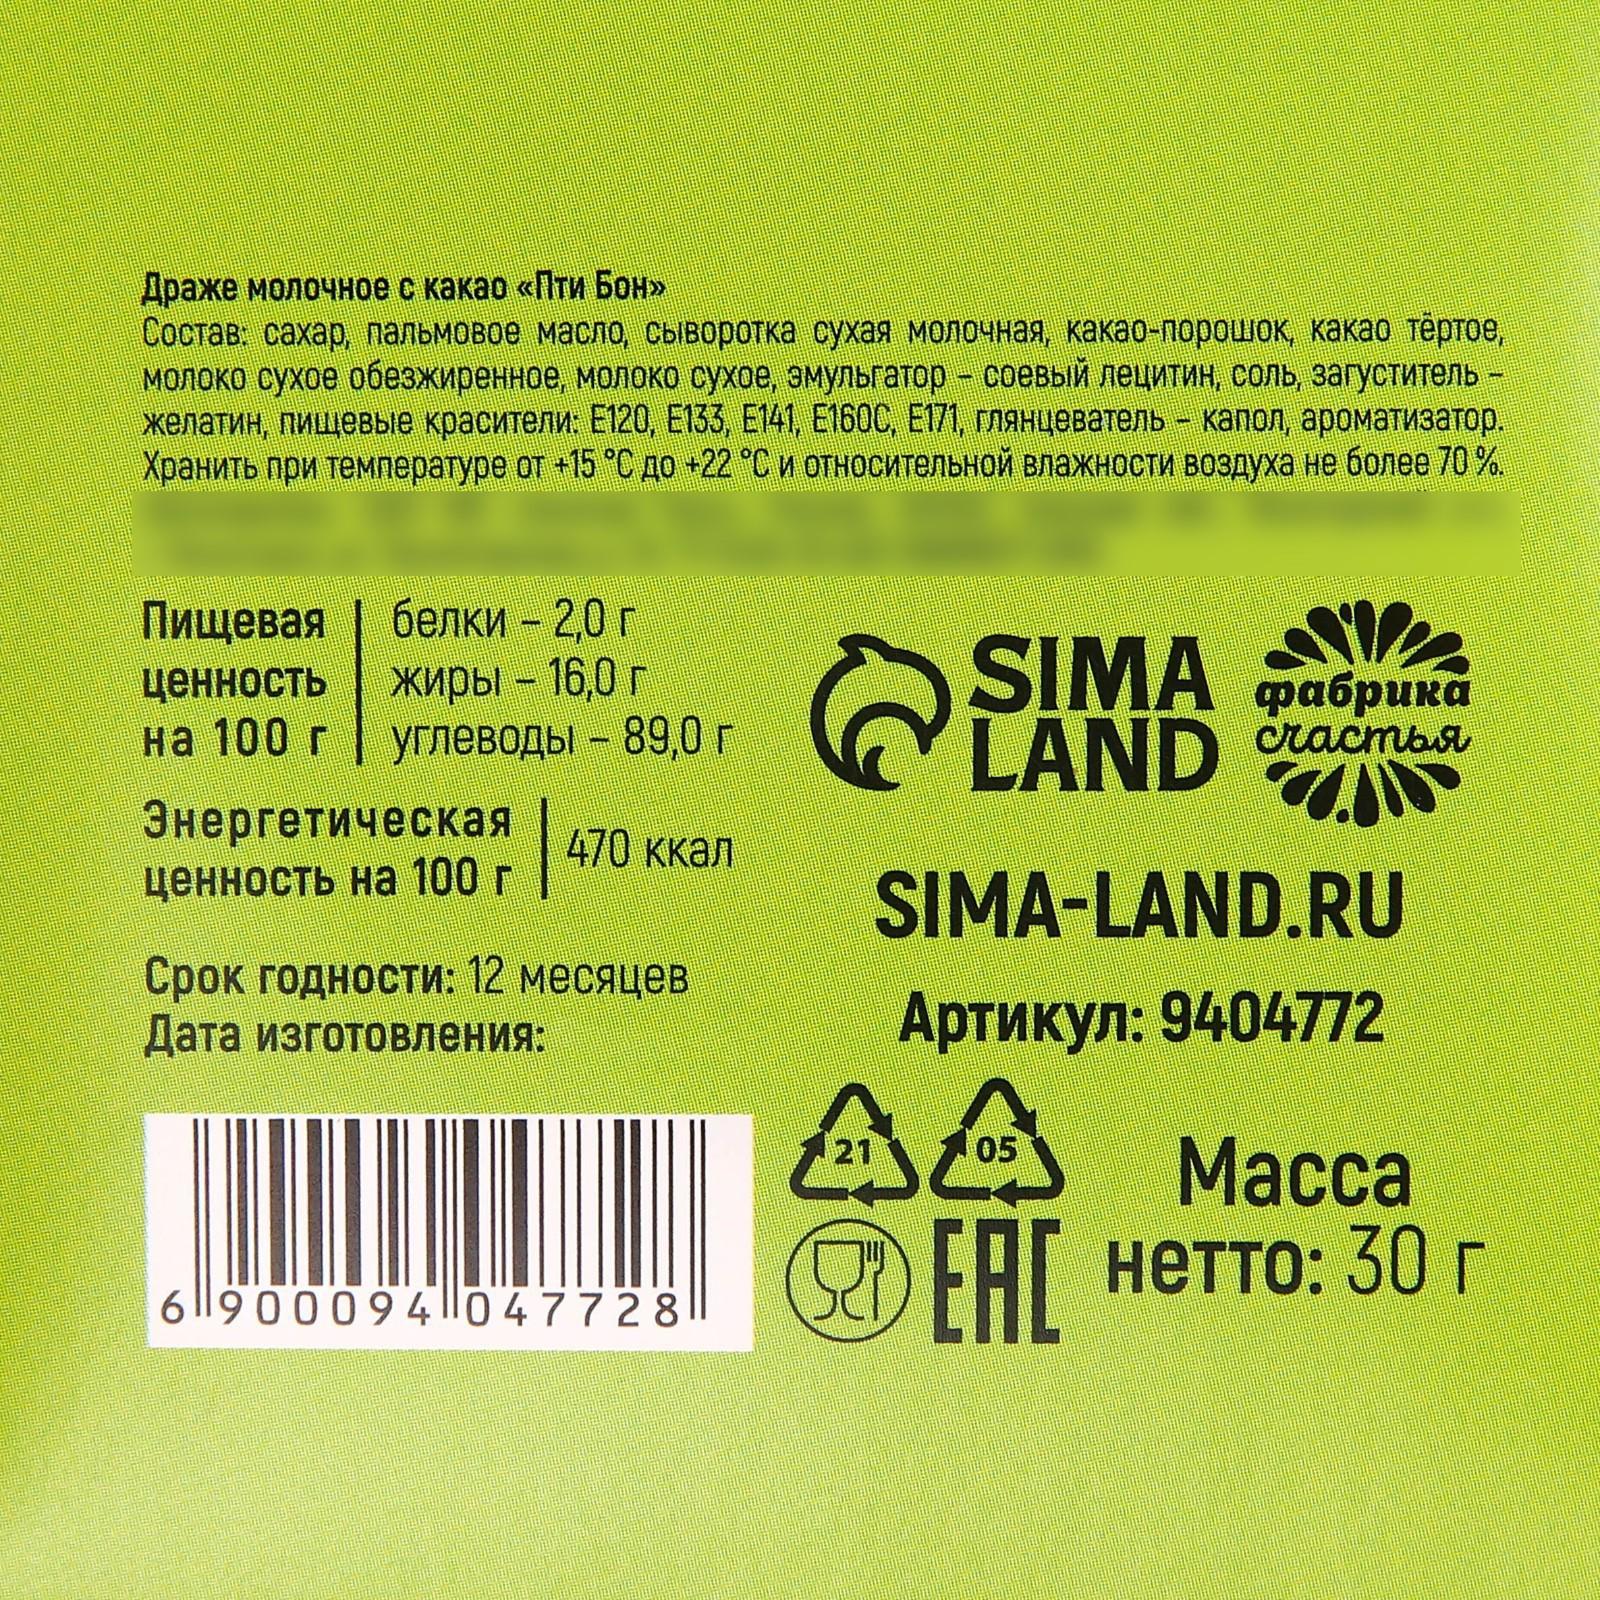 Драже молочное с какао «Пти Бон»
Состав: сахар, пальмовое масло, сыворотка сухая молочная, какао-порошок, какао тёртое,
молоко сухое обезжиренное, молоко сухое, эмульгатор – соевый лецитин, соль, загуститель –
желатин, пищевые красители: Е120, Е133, Е141, Е160С, Е171, глянцеватель – капол, ароматизатор.
Хранить при температуре от +15 °С до +22 °С и относительной влажности воздуха не более 70 %.
Пищевая
ценность
на 100 г
белки – 2,0 г
жиры – 16,0 г
углеводы – 89,0 г
Энергетическая
ценность на 100 г
470 ккал
Срок годности: 12 месяцев
Дата изготовления:
6 900094 047728
SIMA
LAND
фабрика
счастья
SIMA-LAND.RU
Артикул: 9404772
21
05
EAC
Масса
нетто: 30 г